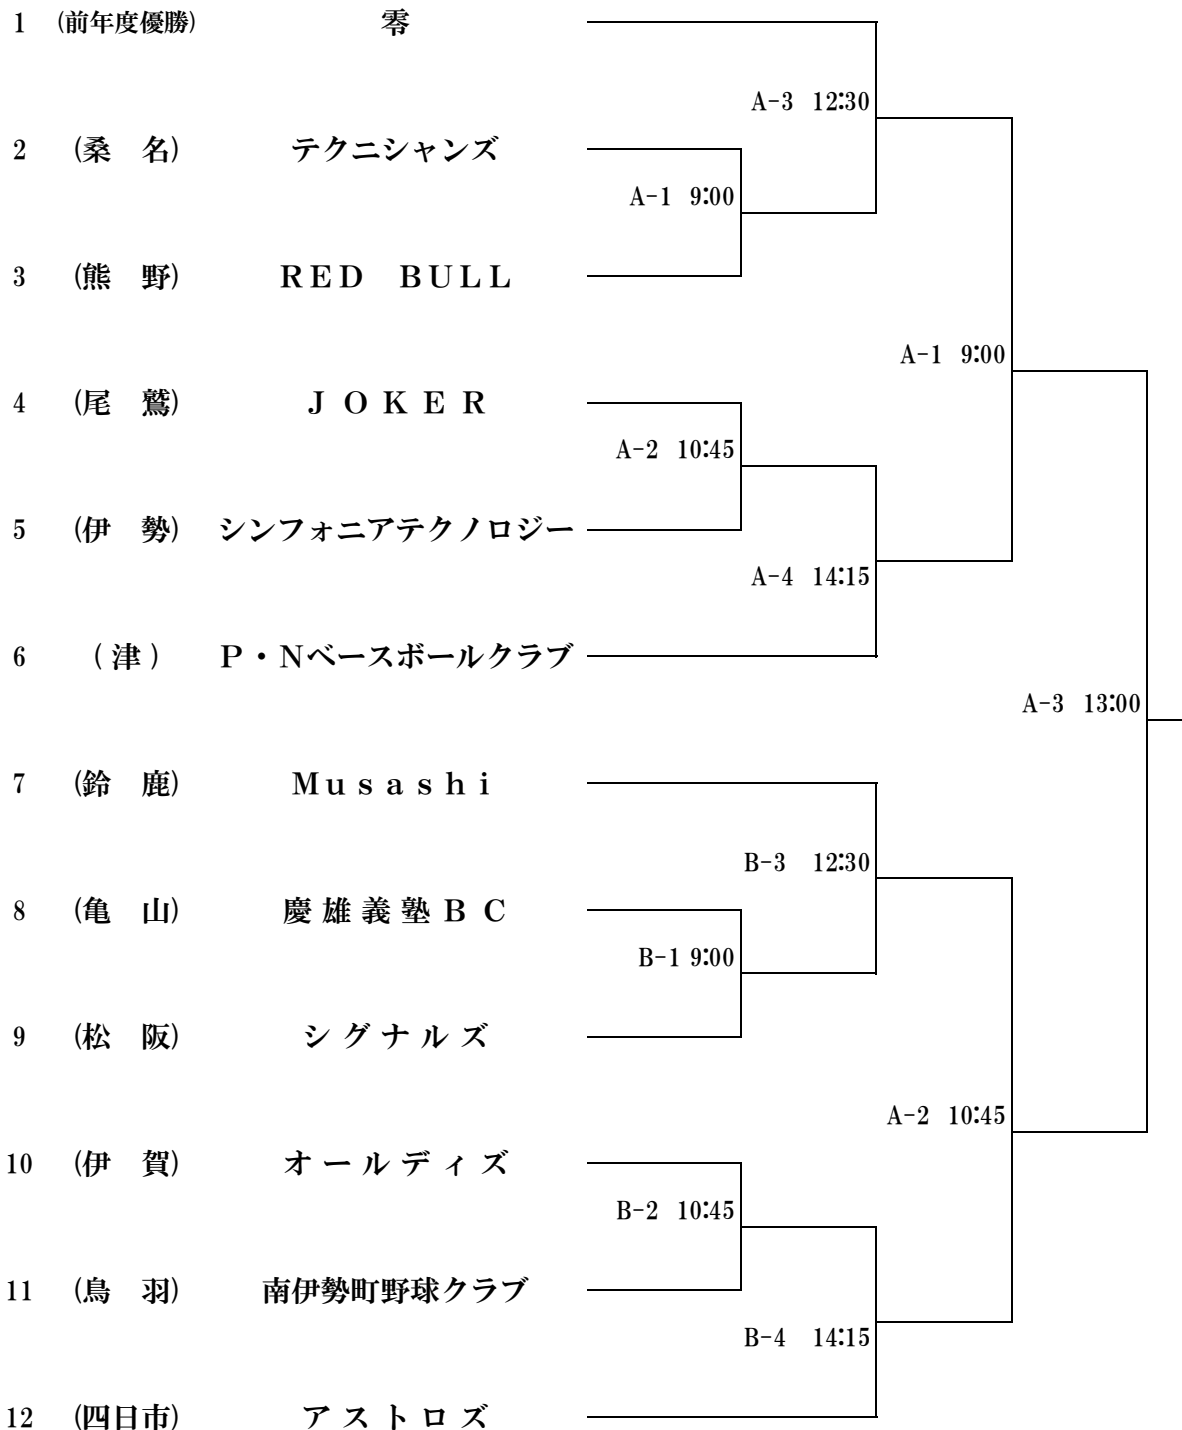 1 (前年度優勝) 零
A-3 12:30
2 (桑 名) テクニシャンズ
A-1 9:00
3 (熊 野) RED BULL
A-1 9:00
4 (尾 鷲) JOKER
A-2 10:45
5 (伊 勢) シンフォニアテクノロジー
A-4 14:15
6 (津) P・Nベースボールクラブ
A-3 13:00
7 (鈴 鹿) Musashi
B-3 12:30
8 (亀 山) 慶雄義塾BC
B-1 9:00
9 (松 阪) シグナルズ
A-2 10:45
10 (伊 賀) オールディズ
B-2 10:45
11 (鳥 羽) 南伊勢町野球クラブ
B-4 14:15
12 (四日市) アストロズ